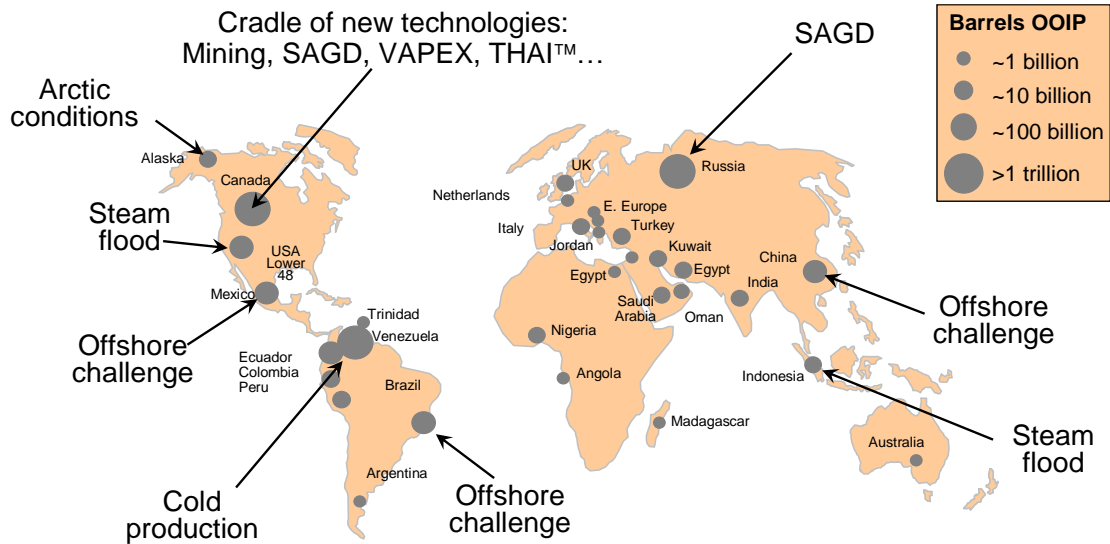 Cradle of new technologies:
Mining, SAGD, VAPEX, THAI™…
SAGD
Barrels OOIP
~1 billion
~10 billion
~100 billion
>1 trillion
Arctic
conditions
Alaska
Canada
Steam
flood
USA
Lower
48
Mexico
Offshore
challenge
Trinidad
Venezuela
Ecuador
Colombia
Peru
Brazil
Argentina
Cold
production
Offshore
challenge
UK
Netherlands
Russia
E. Europe
Italy
Turkey
Jordan
Kuwait
Egypt
Egypt
China
India
Saudi
Arabia
Oman
Nigeria
Angola
Madagascar
Offshore
challenge
Indonesia
Australia
Steam
flood